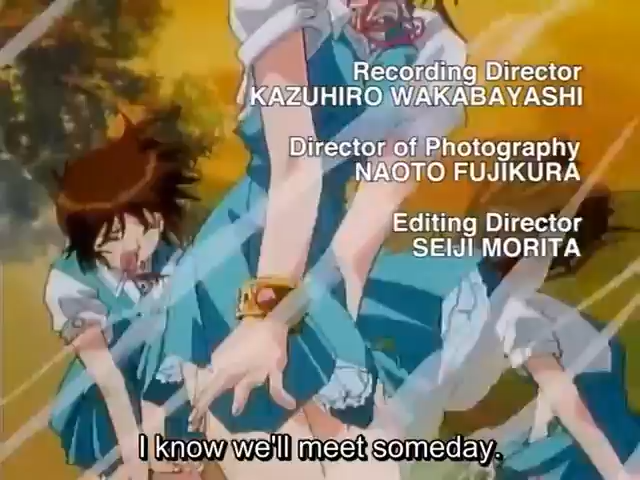 Recording Director
KAZUHIRO WAKABAYASHI
Director of Photography
NAOTO FUJIKURA
Editing Director
SEIJI MORITA
I know we'll meet someday.